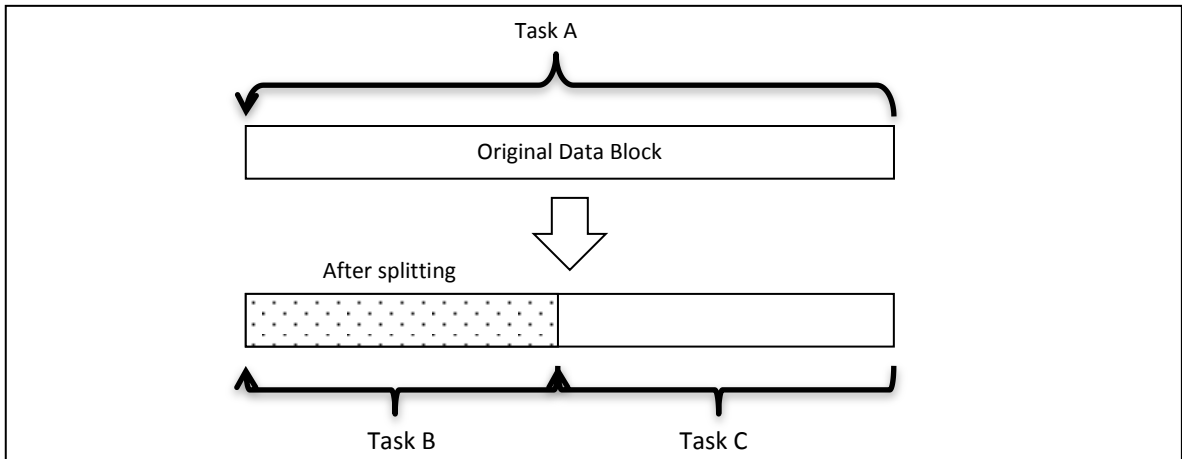 Task A
Original Data Block
After splitting
Task B
Task C